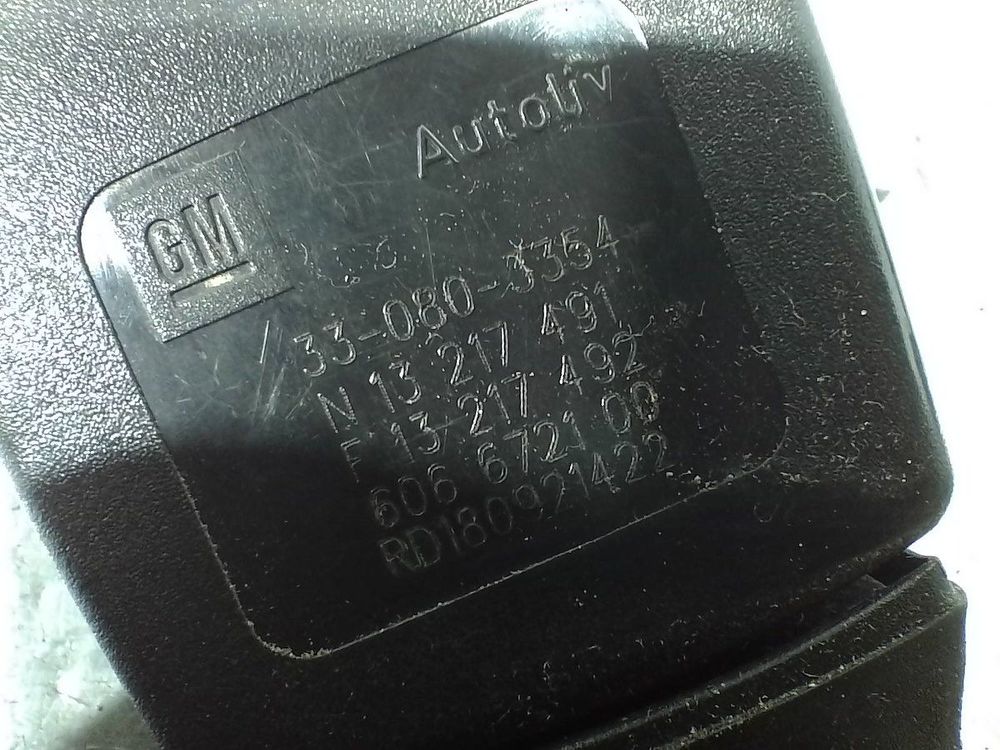 Autoliv
GM
33-080-3354
N 13 217 491
F 13 217 492
606 6721 00
RD180921422